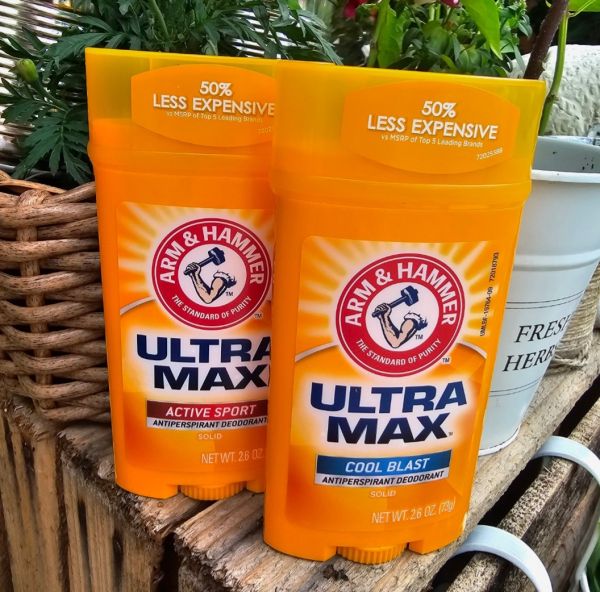 50%
LESS EXPENSIVE
vs MSRP of Top 5 Leading Brands
ARM & HAMMER
THE STANDARD OF PURITY
TM
ULTRA
MAX
ACTIVE SPORT
ANTIPERSPIRANT DEODORANT
SOLID
NET WT. 2.6 OZ.
50%
LESS EXPENSIVE
vs MSRP of Top 5 Leading Brands
ARM & HAMMER
THE STANDARD OF PURITY
TM
ULTRA
MAX
COOL BLAST
ANTIPERSPIRANT DEODORANT
SOLID
NET WT. 2.6 OZ. (73g)
FRES
HER